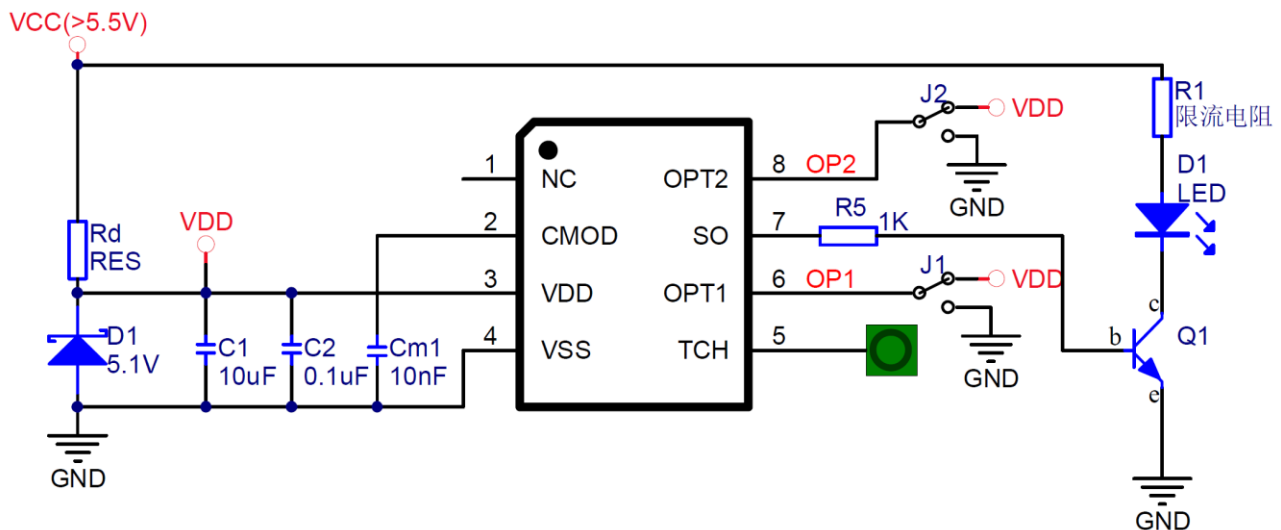 VCC(>5.5V)
Rd
RES
VDD
D1
5.1V
C1
10uF
C2
0.1uF
Cm1
10nF
GND
1
2
3
4
NC
CMOD
VDD
VSS
OPT2
SO
OPT1
TCH
8
7
6
5
OP2
R5
1K
OP1
J2
VDD
GND
J1
VDD
GND
R1
限流电阻
D1
LED
c
b
Q1
e
GND